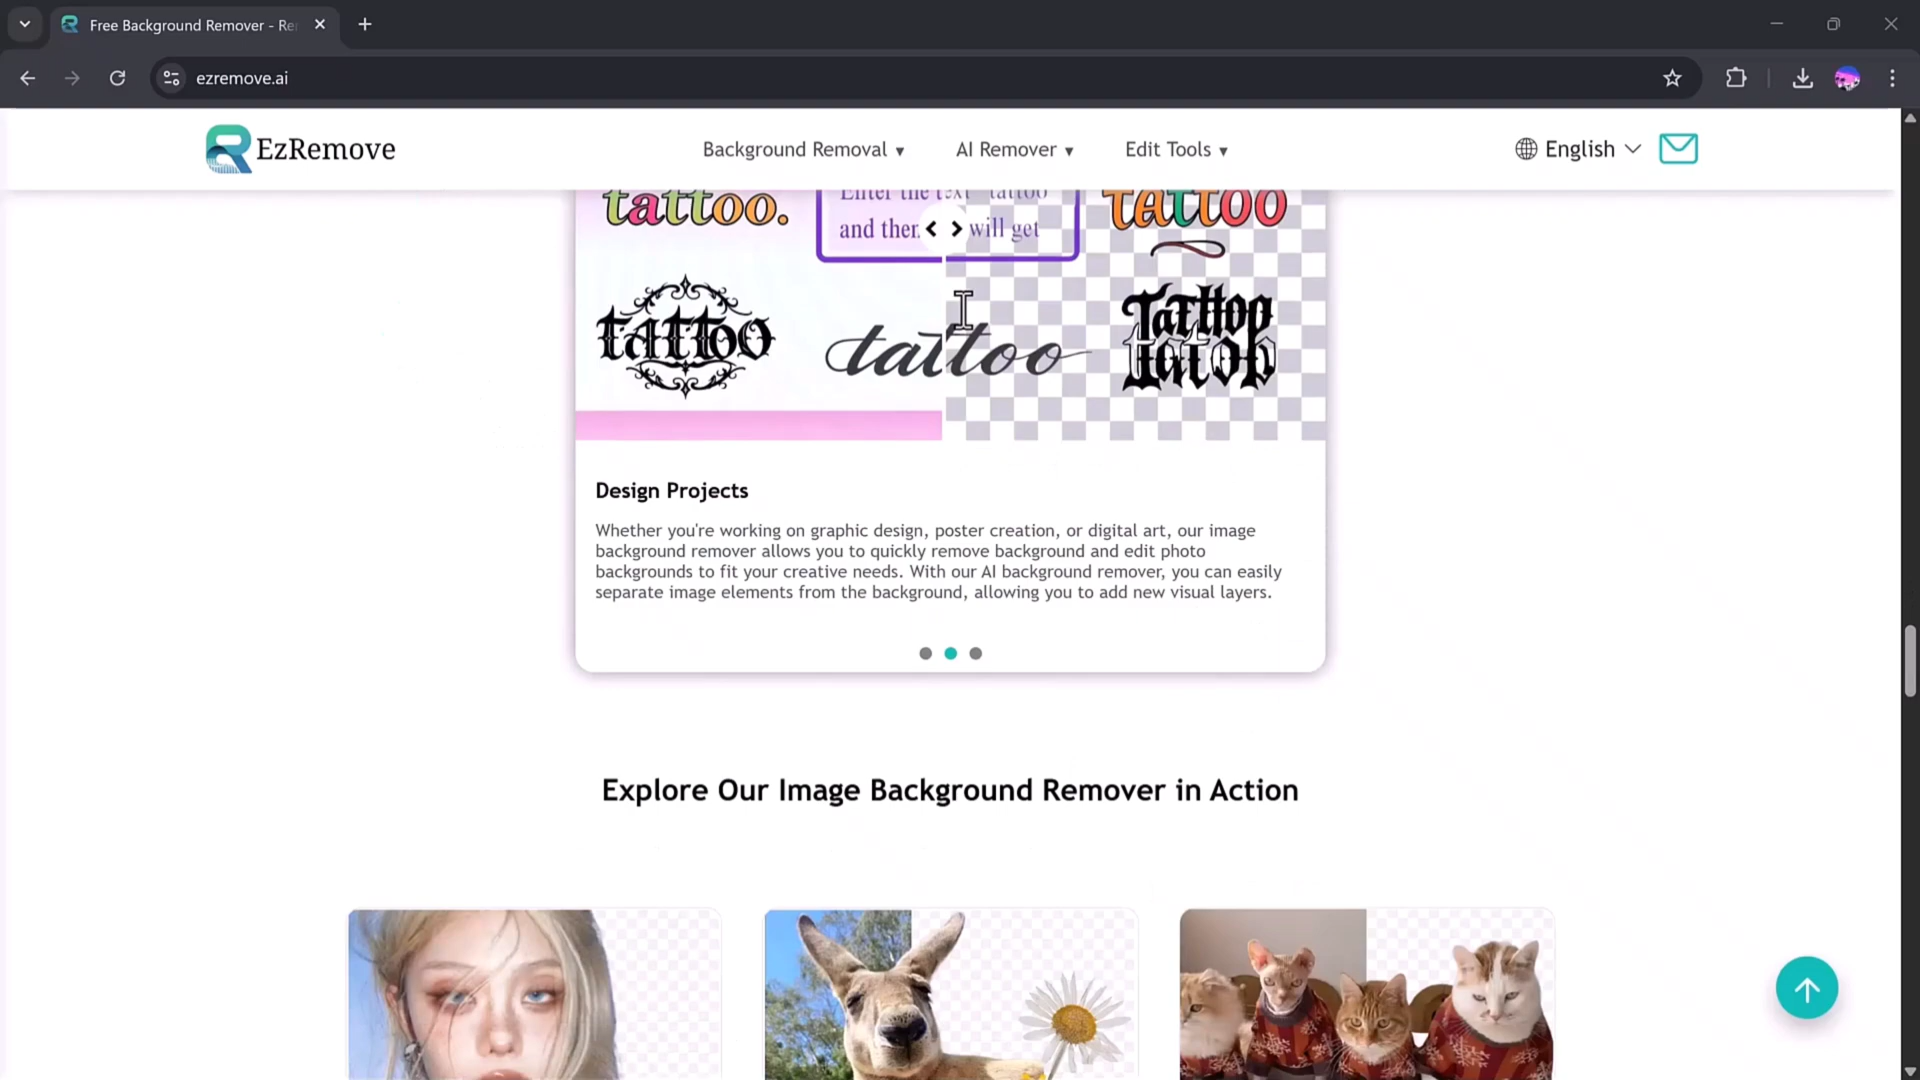 Free Background Remover - Re
ezremove.ai
EzRemove
Background Removal ▾
AI Remover ▾
Edit Tools ▾
English
tattoo.
Enter the text "tattoo
and then will get
tattoo
tattoo
tattoo
Design Projects
Whether you're working on graphic design, poster creation, or digital art, our image
background remover allows you to quickly remove background and edit photo
backgrounds to fit your creative needs. With our AI background remover, you can easily
separate image elements from the background, allowing you to add new visual layers.
Explore Our Image Background Remover in Action